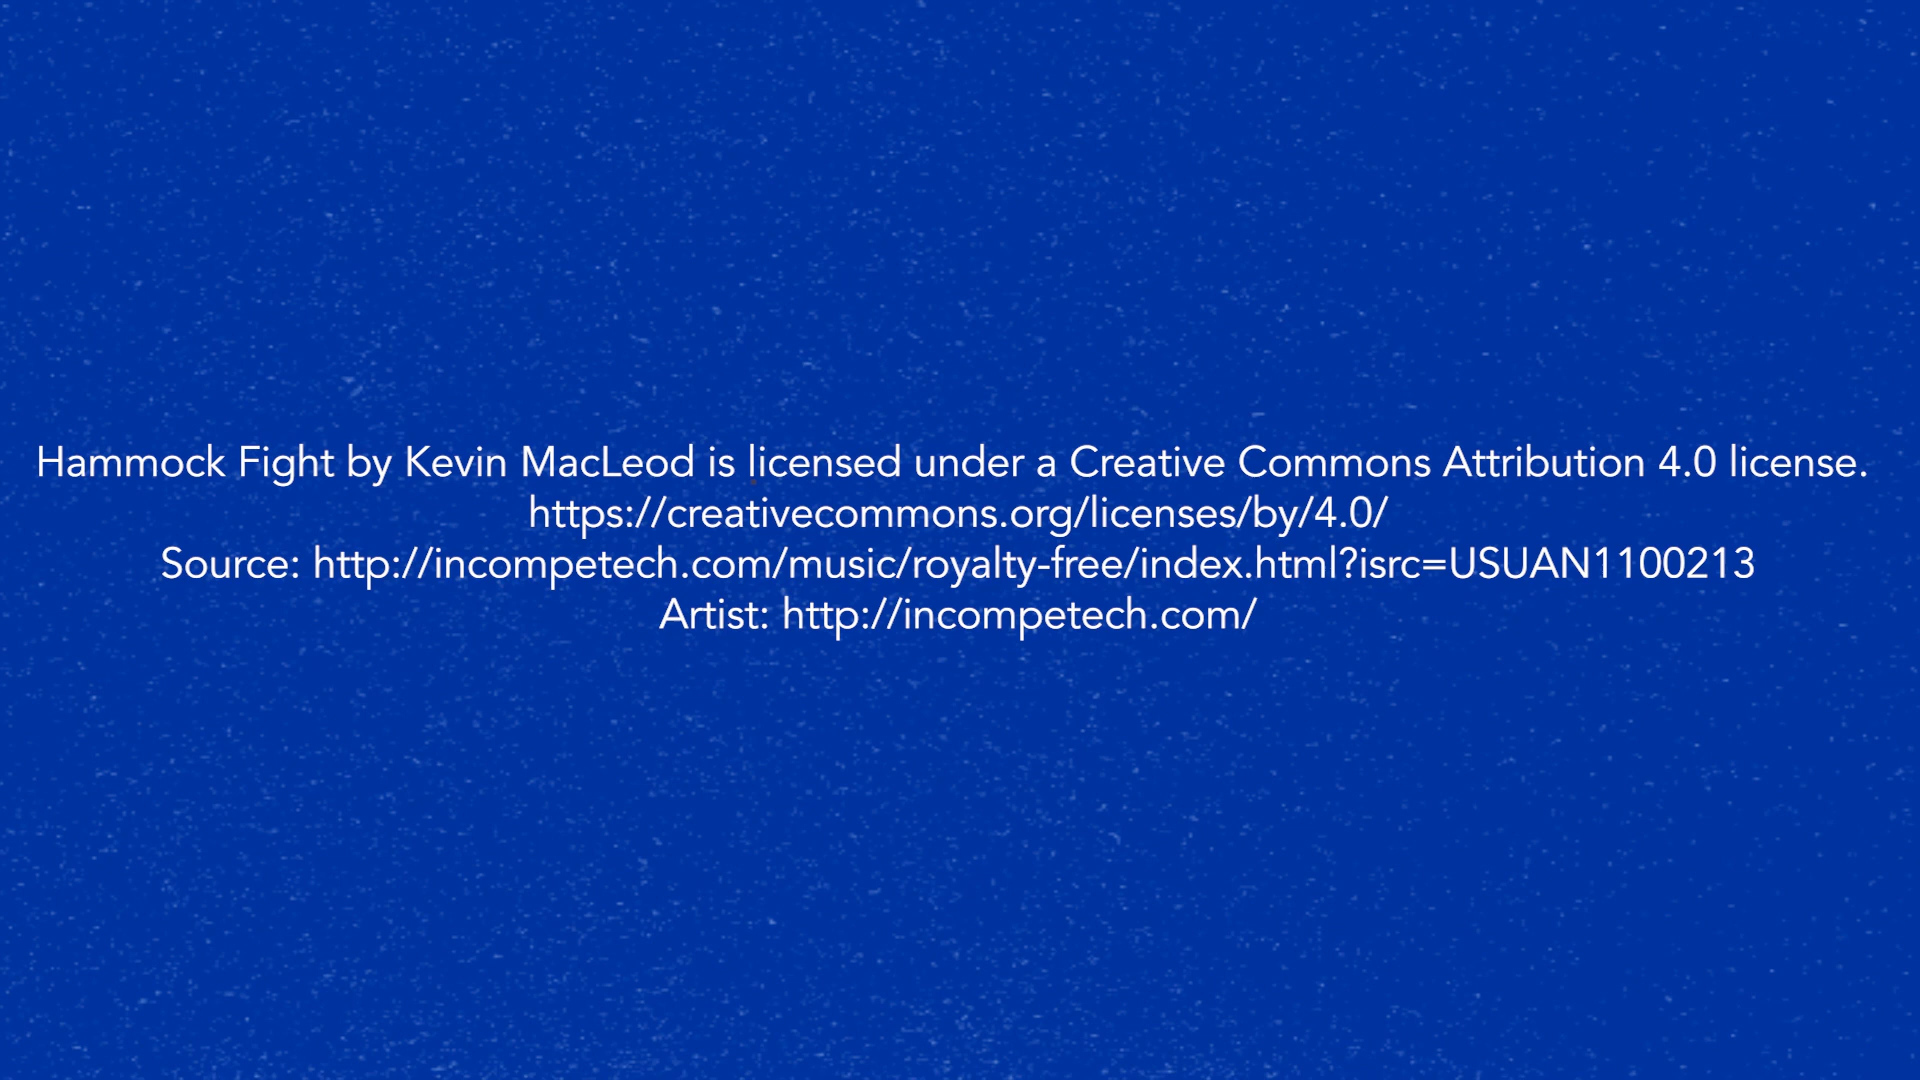 Hammock Fight by Kevin MacLeod is licensed under a Creative Commons Attribution 4.0 license.
https://creativecommons.org/licenses/by/4.0/
Source: http://incompetech.com/music/royalty-free/index.html?isrc=USUAN1100213
Artist: http://incompetech.com/